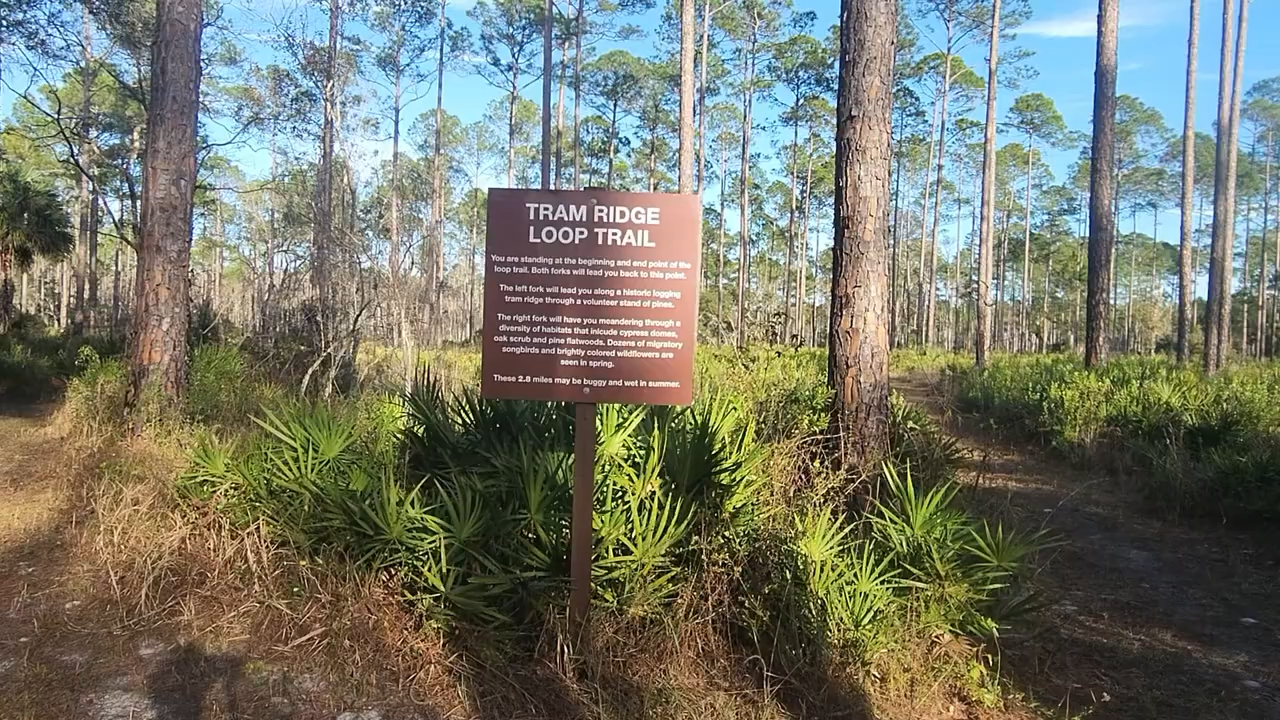 TRAM RIDGE
LOOP TRAIL
You are standing at the beginning and end point of the
loop trail. Both forks will lead you back to this point.
The left fork will lead you along a historic logging
tram ridge through a volunteer stand of pines.
The right fork will have you meandering through a
diversity of habitats that inlcude cypress domes,
oak scrub and pine flatwoods. Dozens of migratory
songbirds and brightly colored wildflowers are
seen in spring.
These 2.8 miles may be buggy and wet in summer.